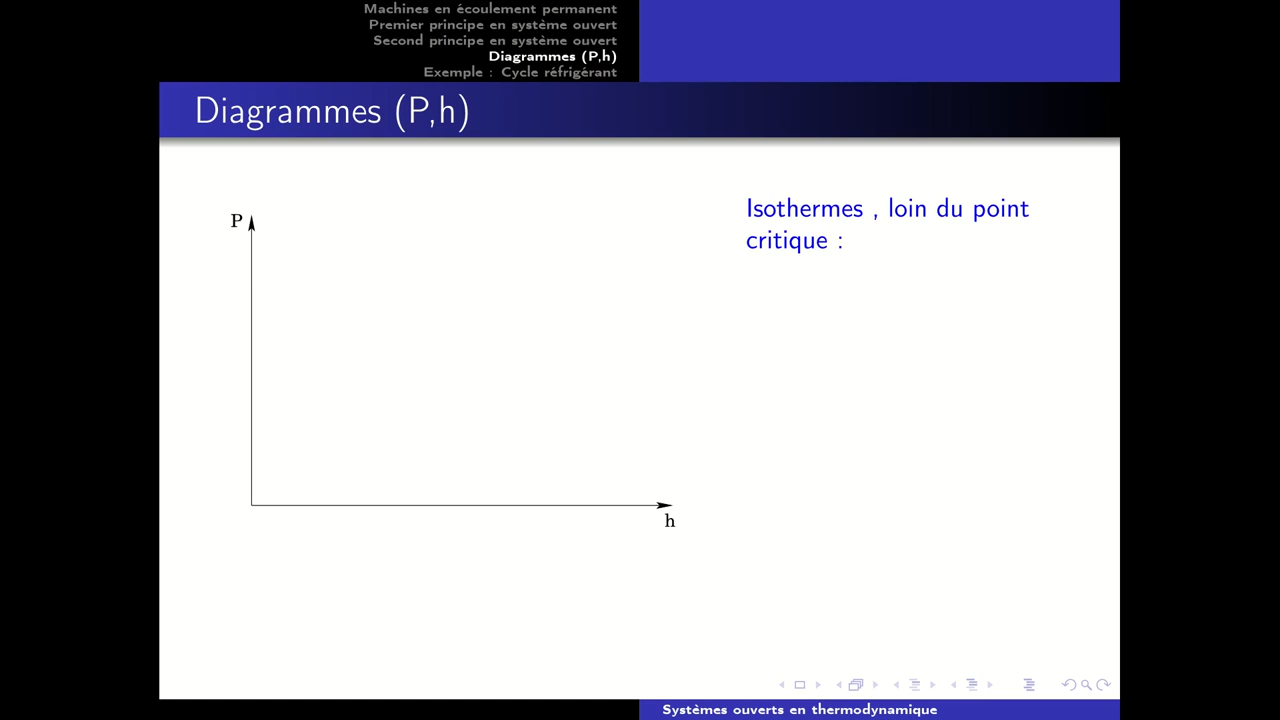 Machines en écoulement permanent
Premier principe en système ouvert
Second principe en système ouvert
Diagrammes (P,h)
Exemple : Cycle réfrigérant
Diagrammes (P,h)
Isothermes , loin du point
critique :
P
h
Systèmes ouverts en thermodynamique